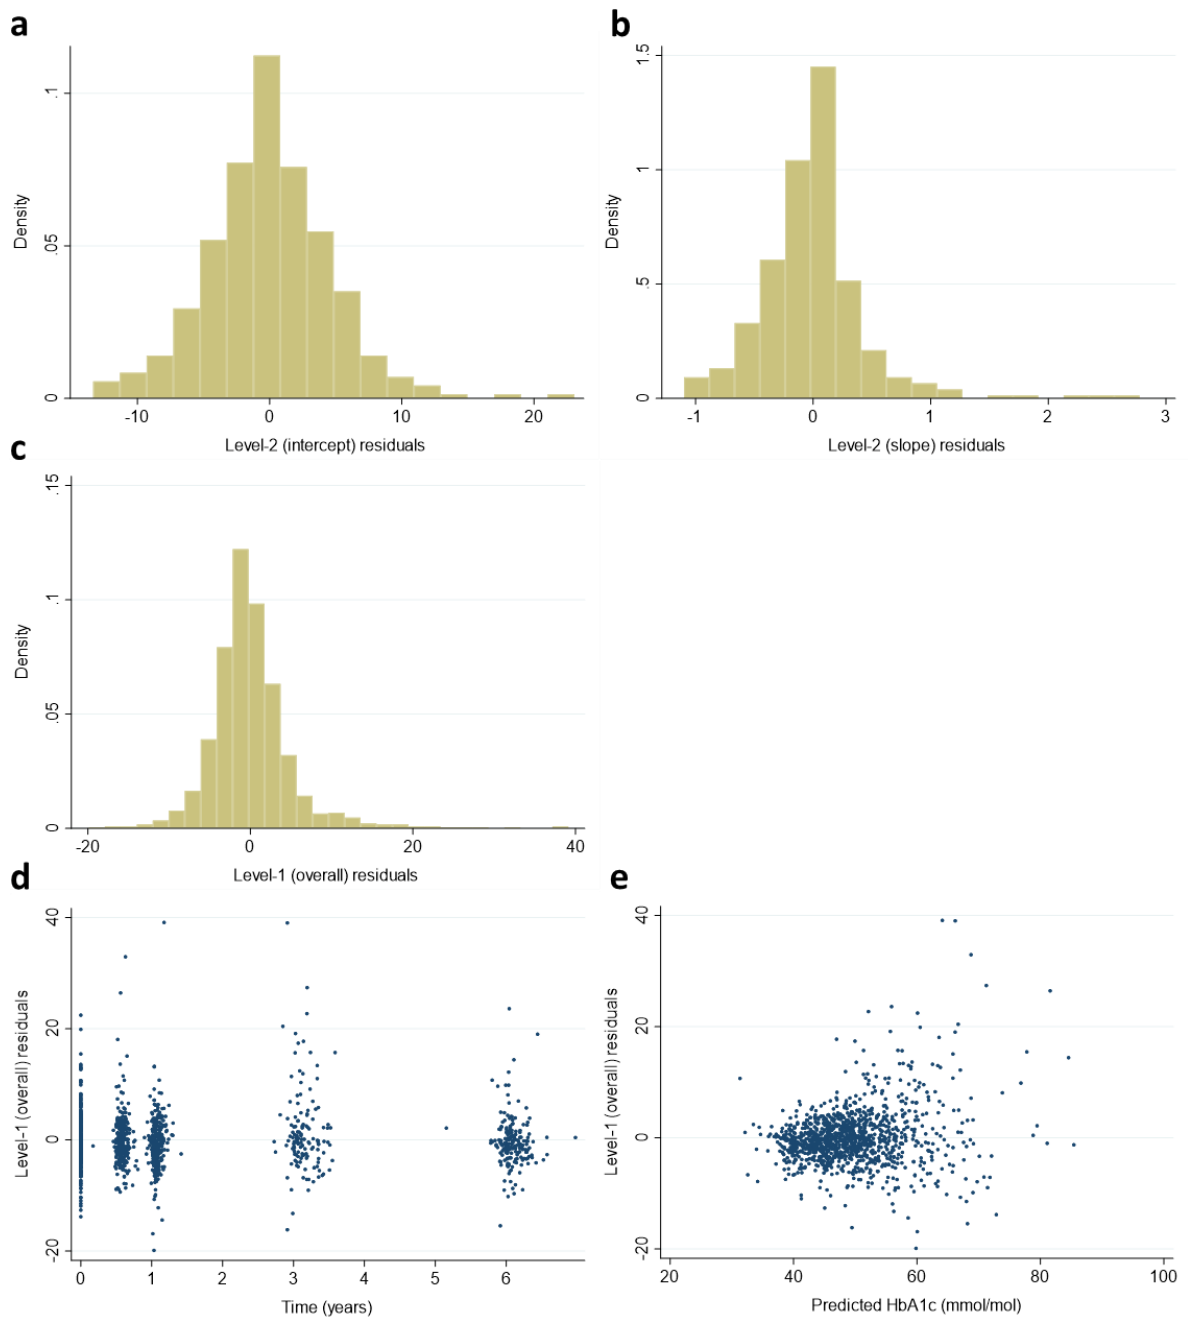 a
.1
.05
0
Density
-10 0 10 20
Level-2 (intercept) residuals
b
1.5
1
.5
0
Density
-1 0 1 2 3
Level-2 (slope) residuals
c
.15
.1
.05
0
Density
-20 0 20 40
Level-1 (overall) residuals
d
40
20
0
-20
Level-1 (overall) residuals
0 1 2 3 4 5 6
Time (years)
e
40
20
0
-20
Level-1 (overall) residuals
20 40 60 80 100
Predicted HbA1c (mmol/mol)